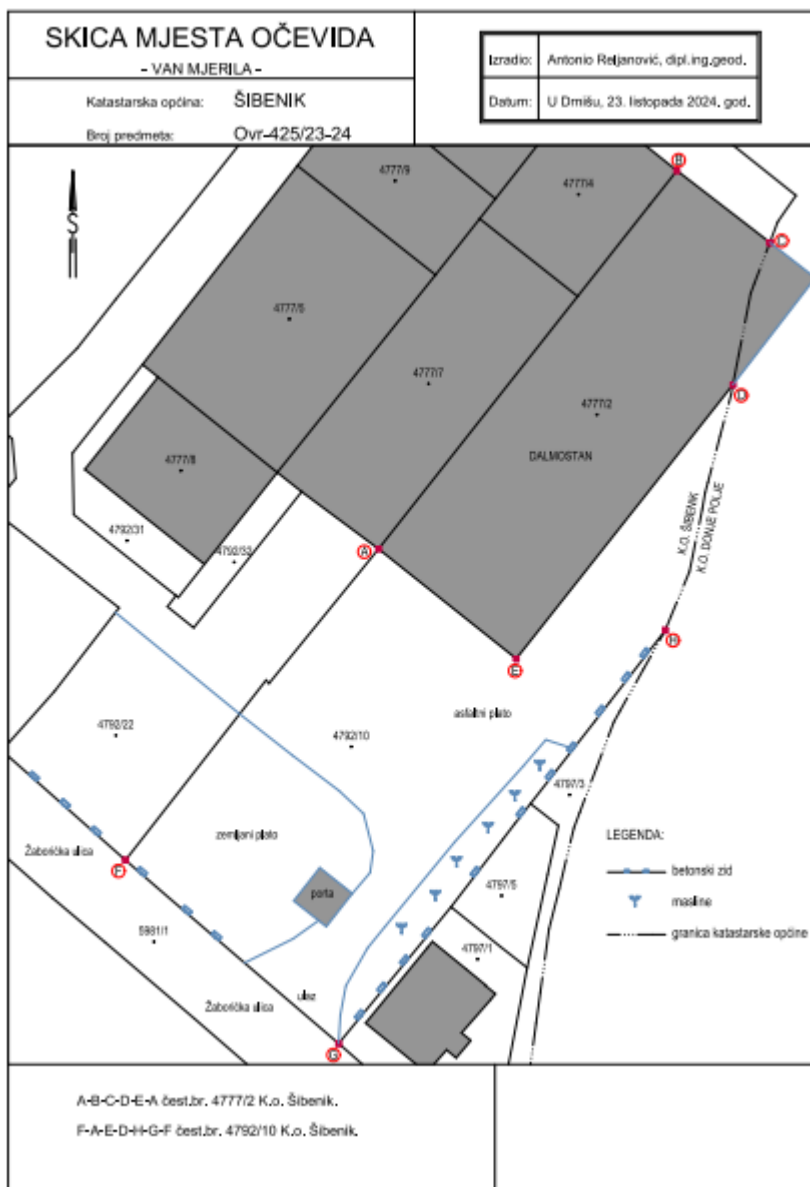 SKICA MJESTA OČEVIDA
- VAN MJERILA -
Katastarska općina: ŠIBENIK
Broj predmeta: Ovr-425/23-24
Izradio: Antonio Reljanović, dipl.ing.geod.
Datum: U Drnišu, 23. listopada 2024. god.
S
B
4777/9
4777/4
4777/5
4777/7
4777/2
D
DALMOSTAN
4777/8
4792/31
4792/32
A
K.O. ŠIBENIK
K.O. DONJE POLJE
H
E
4792/22
4792/10
asfaltni plato
4797/3
zemljani plato
LEGENDA:
Žaborička ulica
F
porta
4797/5
betonski zid
masline
5981/1
4797/1
granica katastarske općine
Žaborička ulica
ulaz
G
A-B-C-D-E-A čest.br. 4777/2 K.o. Šibenik.
F-A-E-D-H-G-F čest.br. 4792/10 K.o. Šibenik.